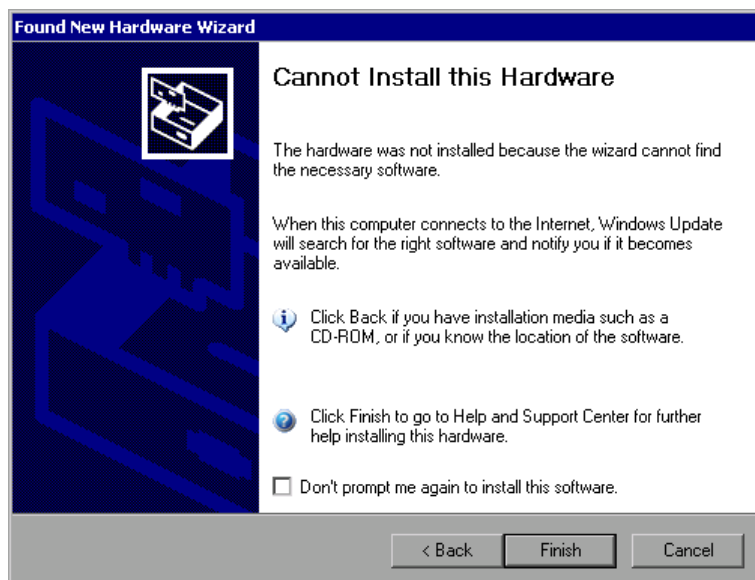 Found New Hardware Wizard
Cannot Install this Hardware
The hardware was not installed because the wizard cannot find
the necessary software.
When this computer connects to the Internet, Windows Update
will search for the right software and notify you if it becomes
available.
Click Back if you have installation media such as a
CD-ROM, or if you know the location of the software.
Click Finish to go to Help and Support Center for further
help installing this hardware.
Don't prompt me again to install this software.
< Back
Finish
Cancel